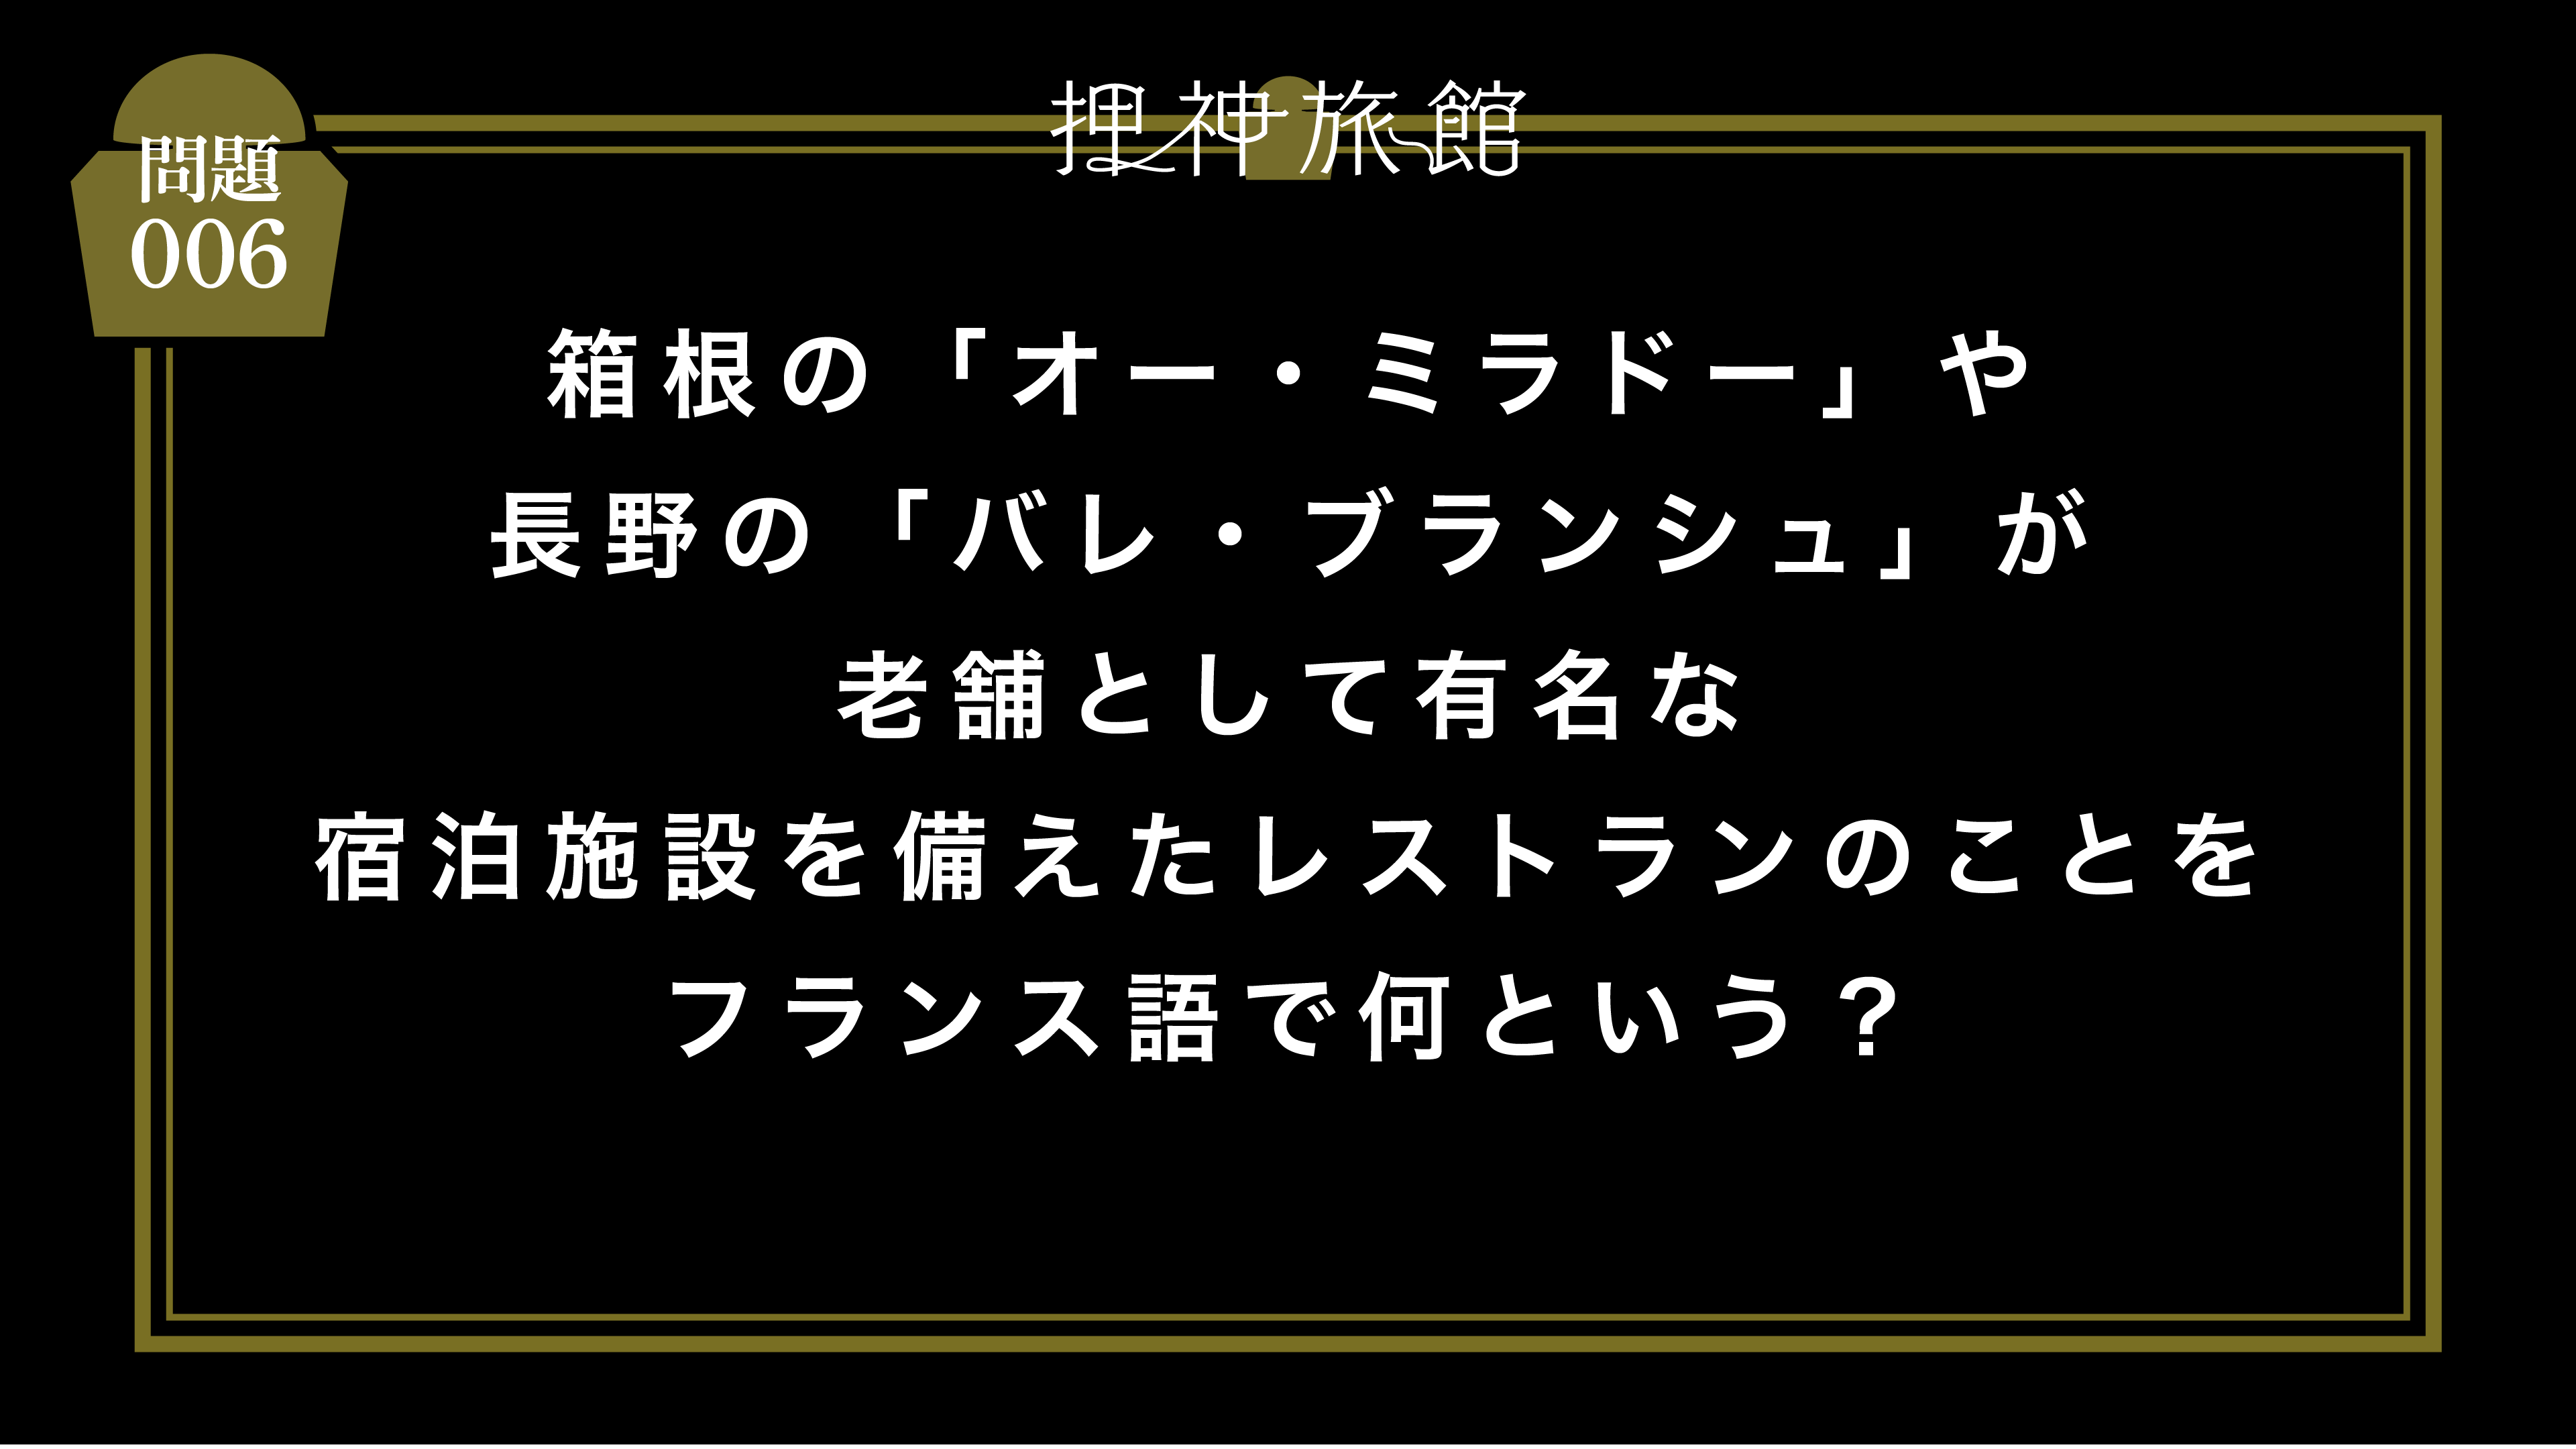 押神旅館
問題
006
箱根の「オー・ミラドー」や
長野の「バレ・ブランシュ」が
老舗として有名な
宿泊施設を備えたレストランのことを
フランス語で何という？